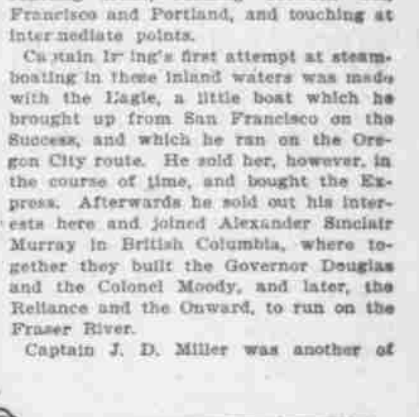 Francisco and Portland, and touching at
intermediate points.
Captain Irving's first attempt at steam-
boating in these inland waters was made
with the Eagle, a little boat which he
brought up from San Francisco on the
Success, and which he ran on the Ore-
gon City route. He sold her, however, in
the course of time, and bought the Ex-
press. Afterwards he sold out his inter-
ests here and joined Alexander Sinclair
Murray in British Columbia, where to-
gether they built the Governor Douglas
and the Colonel Moody, and later, the
Reliance and the Onward, to run on the
Fraser River.
Captain J. D. Miller was another of